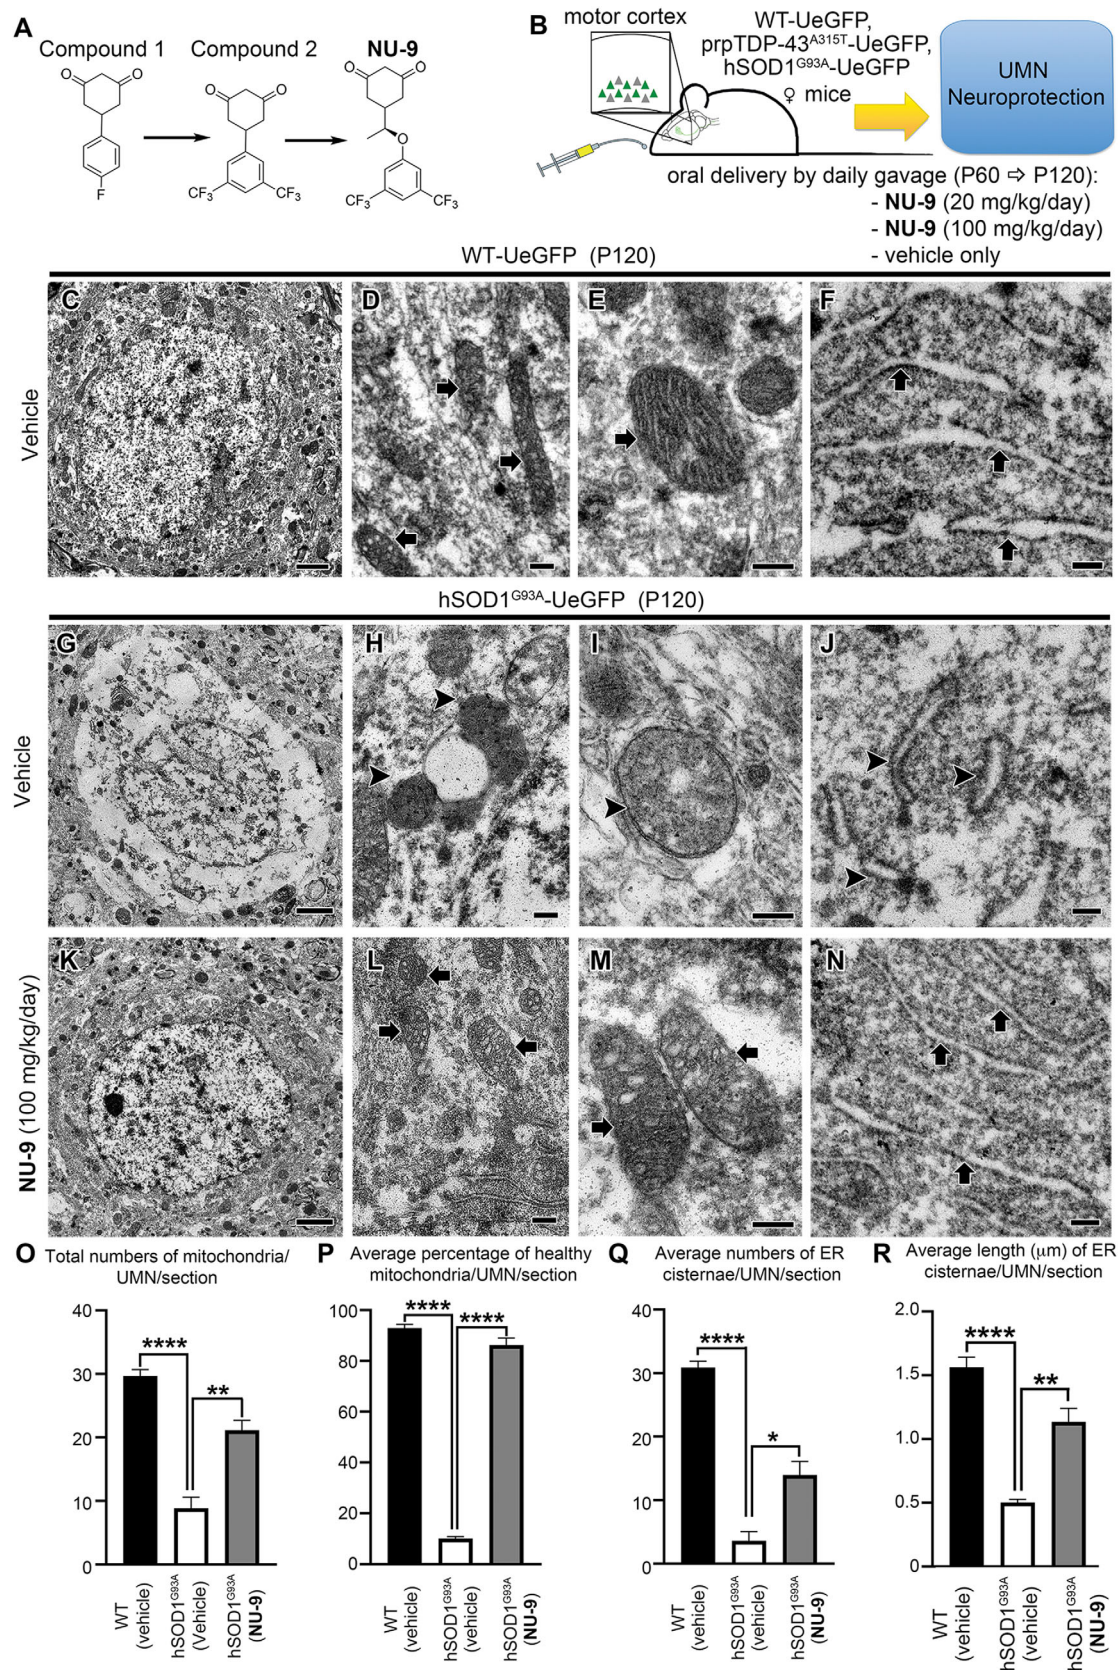 A
Compound 1
Compound 2
NU-9
O
O
F
O
O
CF₃
CF₃
O
O
O
CF₃
CF₃
B
motor cortex
WT-UeGFP,
prpTDP-43ᴬ³¹⁵ᵀ-UeGFP,
hSOD1ᴳ⁹³ᴬ-UeGFP
♀ mice
UMN
Neuroprotection
oral delivery by daily gavage (P60 ⇨ P120):
- NU-9 (20 mg/kg/day)
- NU-9 (100 mg/kg/day)
- vehicle only
WT-UeGFP (P120)
Vehicle
C
D
E
F
hSOD1ᴳ⁹³ᴬ-UeGFP (P120)
Vehicle
G
H
I
J
NU-9 (100 mg/kg/day)
K
L
M
N
O
Total numbers of mitochondria/
UMN/section
40
30
20
10
0
****
**
WT
(vehicle)
hSOD1ᴳ⁹³ᴬ
(Vehicle)
hSOD1ᴳ⁹³ᴬ
(NU-9)
P
Average percentage of healthy
mitochondria/UMN/section
100
80
60
40
20
0
****
****
WT
(vehicle)
hSOD1ᴳ⁹³ᴬ
(vehicle)
hSOD1ᴳ⁹³ᴬ
(NU-9)
Q
Average numbers of ER
cisternae/UMN/section
40
30
20
10
0
****
*
WT
(vehicle)
hSOD1ᴳ⁹³ᴬ
(vehicle)
hSOD1ᴳ⁹³ᴬ
(NU-9)
R
Average length (μm) of ER
cisternae/UMN/section
2.0
1.5
1.0
0.5
0
****
**
WT
(vehicle)
hSOD1ᴳ⁹³ᴬ
(vehicle)
hSOD1ᴳ⁹³ᴬ
(NU-9)